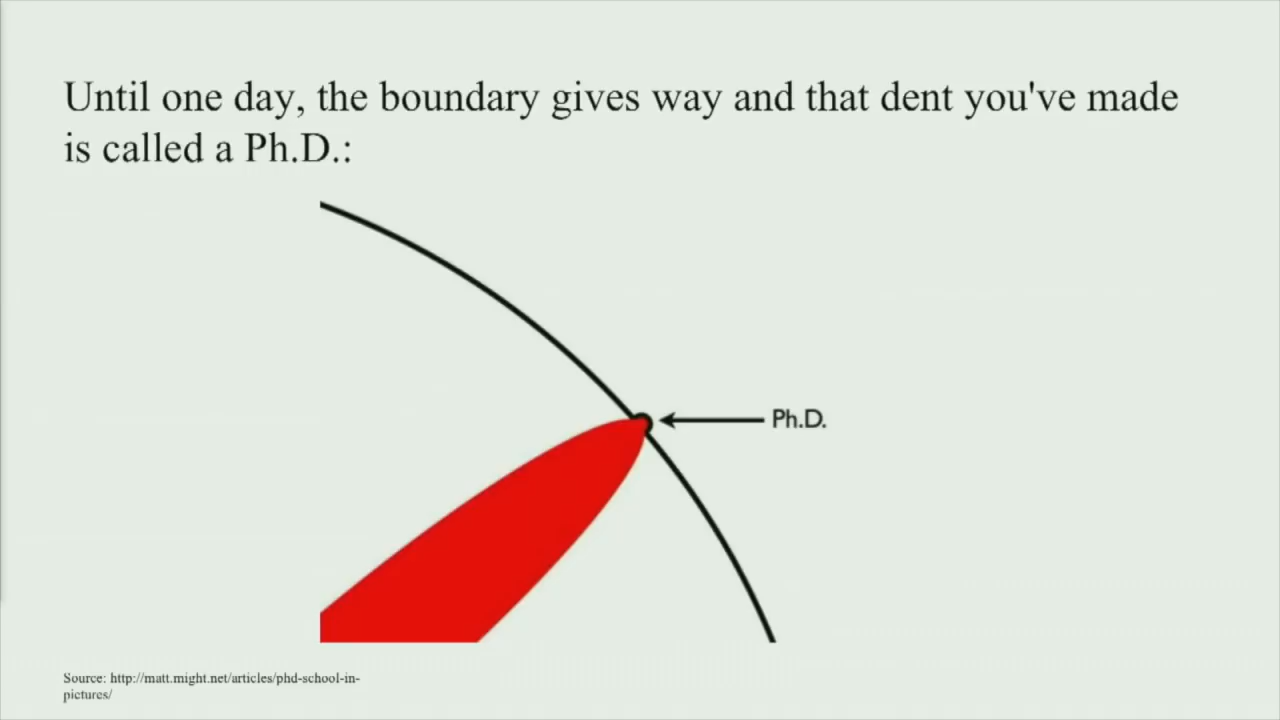 Until one day, the boundary gives way and that dent you've made
is called a Ph.D.:
Ph.D.
Source: http://matt.might.net/articles/phd-school-in-
pictures/